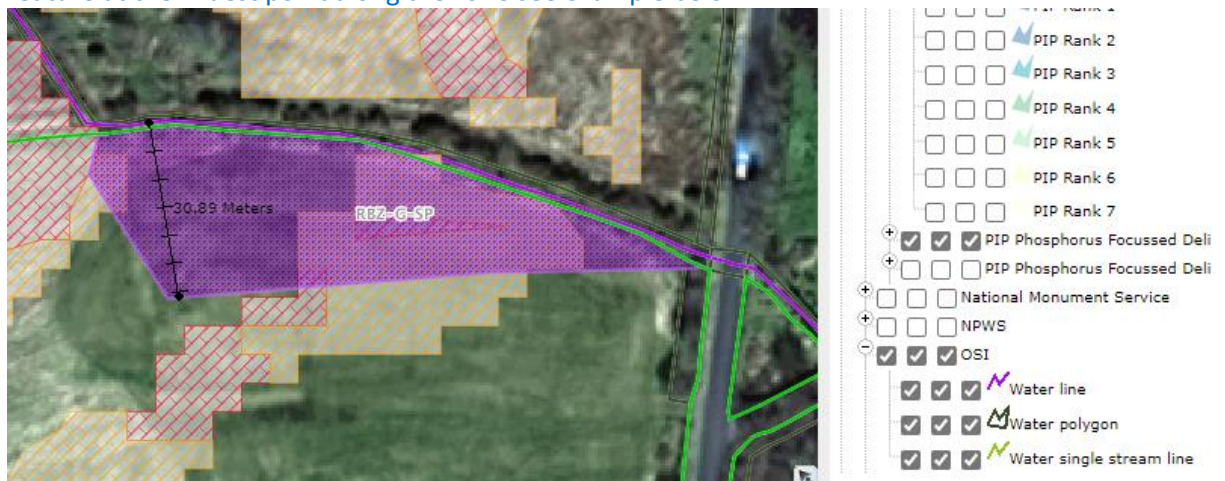 PIP Rank 2
PIP Rank 3
PIP Rank 4
PIP Rank 5
PIP Rank 6
PIP Rank 7
PIP Phosphorus Focussed Deli
PIP Phosphorus Focussed Deli
National Monument Service
NPWS
OSI
Water line
Water polygon
Water single stream line
30.89 Meters
RBZ-G-SP